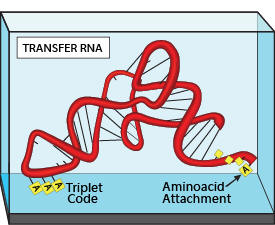 TRANSFER RNA
A A A
Triplet
Code
Aminoacid
Attachment
A